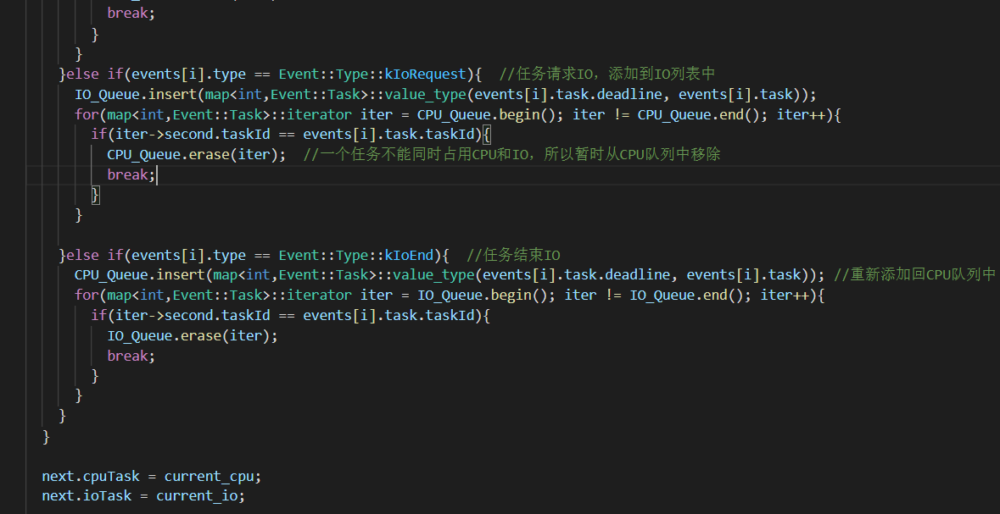 break;
}
}
}else if(events[i].type == Event::Type::kIoRequest){  //任务请求IO，添加到IO列表中
IO_Queue.insert(map<int,Event::Task>::value_type(events[i].task.deadline, events[i].task));
for(map<int,Event::Task>::iterator iter = CPU_Queue.begin(); iter != CPU_Queue.end(); iter++){
if(iter->second.taskId == events[i].task.taskId){
CPU_Queue.erase(iter);  //一个任务不能同时占用CPU和IO，所以暂时从CPU队列中移除
break;
}
}
}else if(events[i].type == Event::Type::kIoEnd){  //任务结束IO
CPU_Queue.insert(map<int,Event::Task>::value_type(events[i].task.deadline, events[i].task)); //重新添加回CPU队列中
for(map<int,Event::Task>::iterator iter = IO_Queue.begin(); iter != IO_Queue.end(); iter++){
if(iter->second.taskId == events[i].task.taskId){
IO_Queue.erase(iter);
break;
}
}
}
}
next.cpuTask = current_cpu;
next.ioTask = current_io;